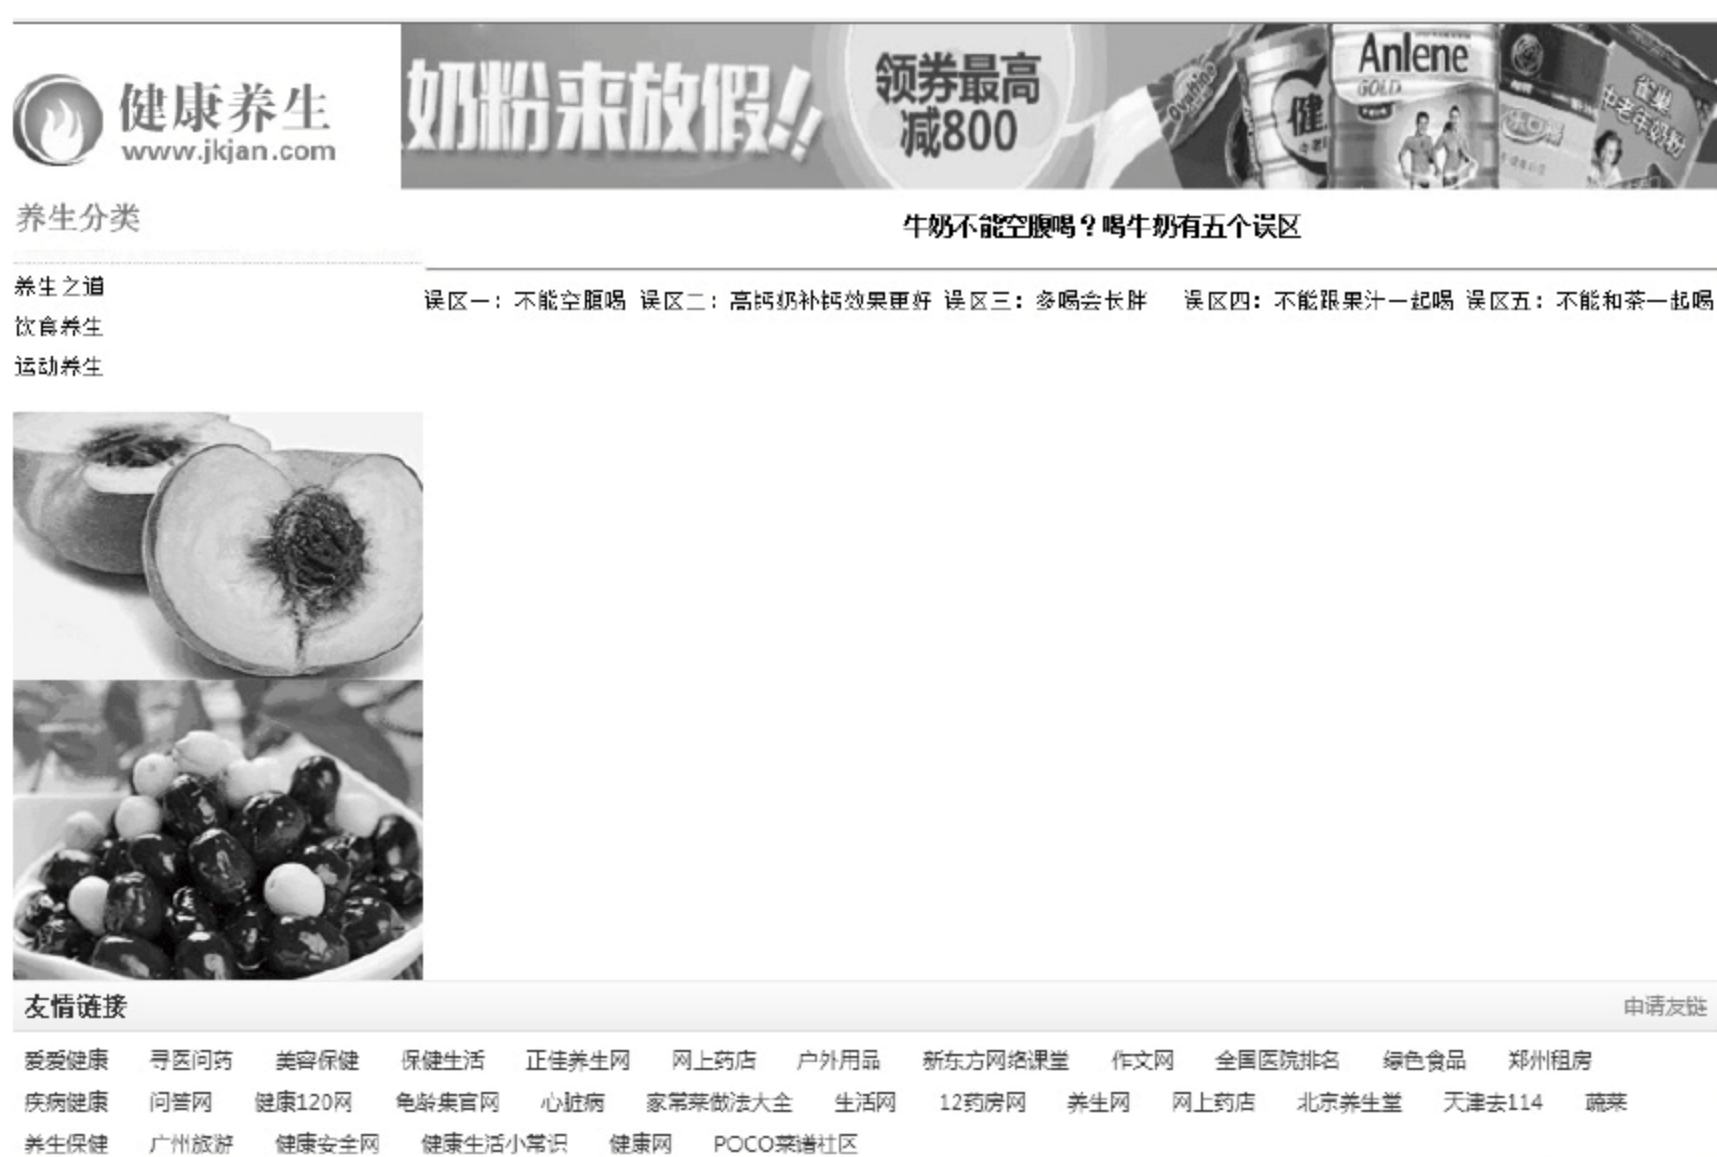 健康养生
www.jkjan.com
奶粉来放假!!
领券最高
减800
Anlene
GOLD
雀巢
中老年奶粉
养生分类
牛奶不能空腹喝？喝牛奶有五个误区
养生之道
饮食养生
运动养生
误区一：不能空腹喝 误区二：高钙奶补钙效果更好 误区三：多喝会长胖 误区四：不能跟果汁一起喝 误区五：不能和茶一起喝
友情链接 申请友链
爱爱健康 寻医问药 美容保健 保健生活 正佳养生网 网上药店 户外用品 新东方网络课堂 作文网 全国医院排名 绿色食品 郑州租房
疾病健康 问答网 健康120网 龟龄集官网 心脏病 家常菜做法大全 生活网 12药房网 养生网 网上药店 北京养生堂 天津去114 蔬菜
养生保健 广州旅游 健康安全网 健康生活小常识 健康网 POCO菜谱社区